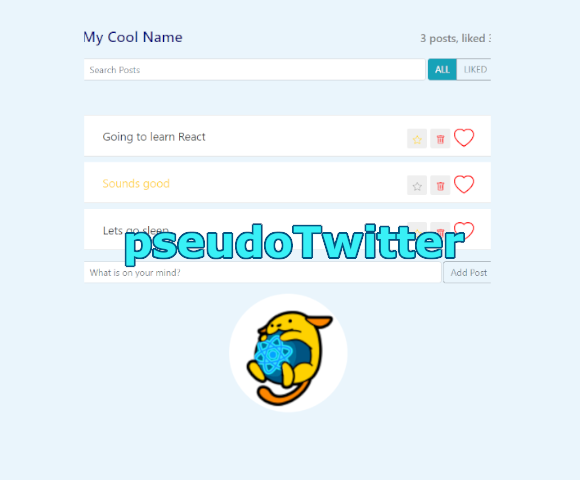 My Cool Name
3 posts, liked
Search Posts
ALL
LIKED
Going to learn React
Sounds good
Lets go sleep
pseudoTwitter
What is on your mind?
Add Post